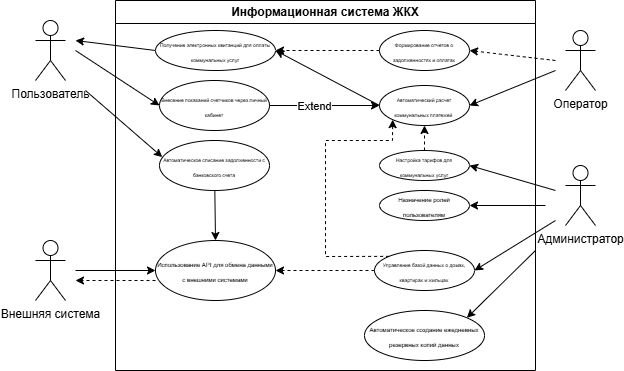 Информационная система ЖКХ
Получение электронных квитанций для оплаты
коммунальных услуг
Формирование отчетов о
задолженностях и оплатах
Пользователь
Оператор
Внесение показаний счетчиков через личный
кабинет
Extend
Автоматический расчет
коммунальных платежей
Автоматическое списание задолженности с
банковского счета
Настройка тарифов для
коммунальных услуг
Назначение ролей
пользователям
Администратор
Использование API для обмена данными
с внешними системами
Управление базой данных о домах,
квартирах и жильцах
Внешняя система
Автоматическое создание ежедневных
резервных копий данных